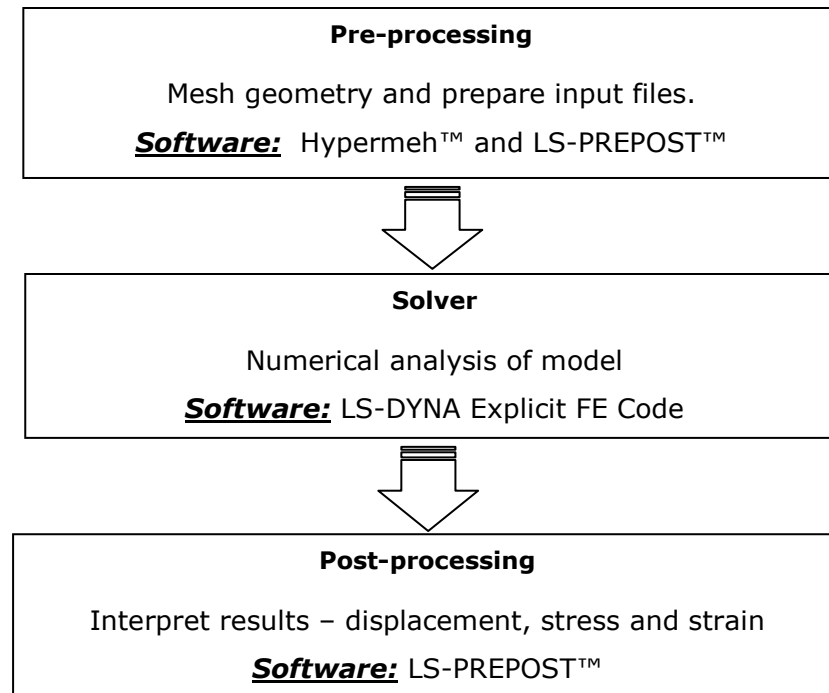 Pre-processing
Mesh geometry and prepare input files.
Software: Hypermeh™ and LS-PREPOST™
Solver
Numerical analysis of model
Software: LS-DYNA Explicit FE Code
Post-processing
Interpret results – displacement, stress and strain
Software: LS-PREPOST™